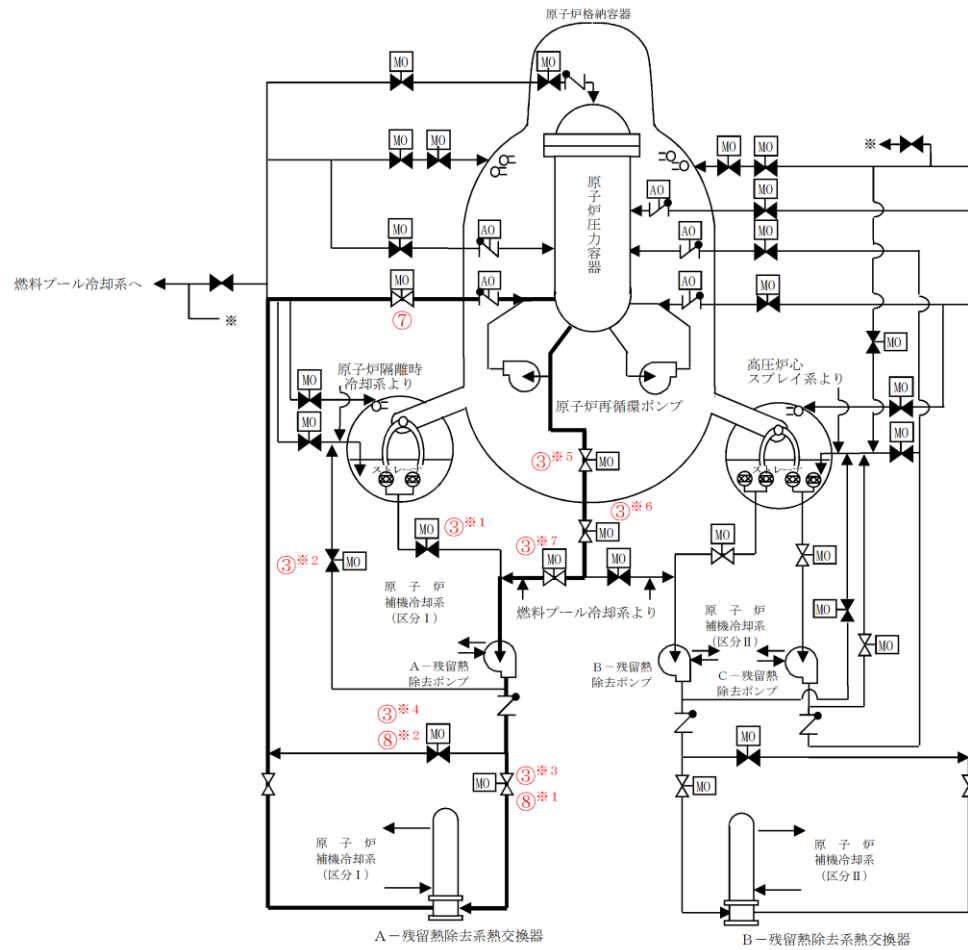 原子炉格納容器
MO
MO
MO
MO
MO
MO
※
原子炉圧力容器
AO
MO
MO
AO
AO
MO
燃料プール冷却系へ
※
MO
AO
AO
MO
⑦
原子炉隔離時
冷却系より
高圧炉心
スプレイ系より
MO
MO
MO
MO
MO
原子炉再循環ポンプ
ストレーナ
③※5
MO
③※1
MO
③※6
MO
③※2
MO
③※7
MO
MO
MO
MO
燃料プール冷却系より
原子炉
補機冷却系
(区分Ⅰ)
原子炉
補機冷却系
(区分Ⅱ)
MO
MO
A-残留熱
除去ポンプ
B-残留熱
除去ポンプ
C-残留熱
除去ポンプ
③※4
⑧※2
MO
MO
③※3
⑧※1
MO
MO
原子炉
補機冷却系
(区分Ⅰ)
原子炉
補機冷却系
(区分Ⅱ)
A-残留熱除去系熱交換器
B-残留熱除去系熱交換器